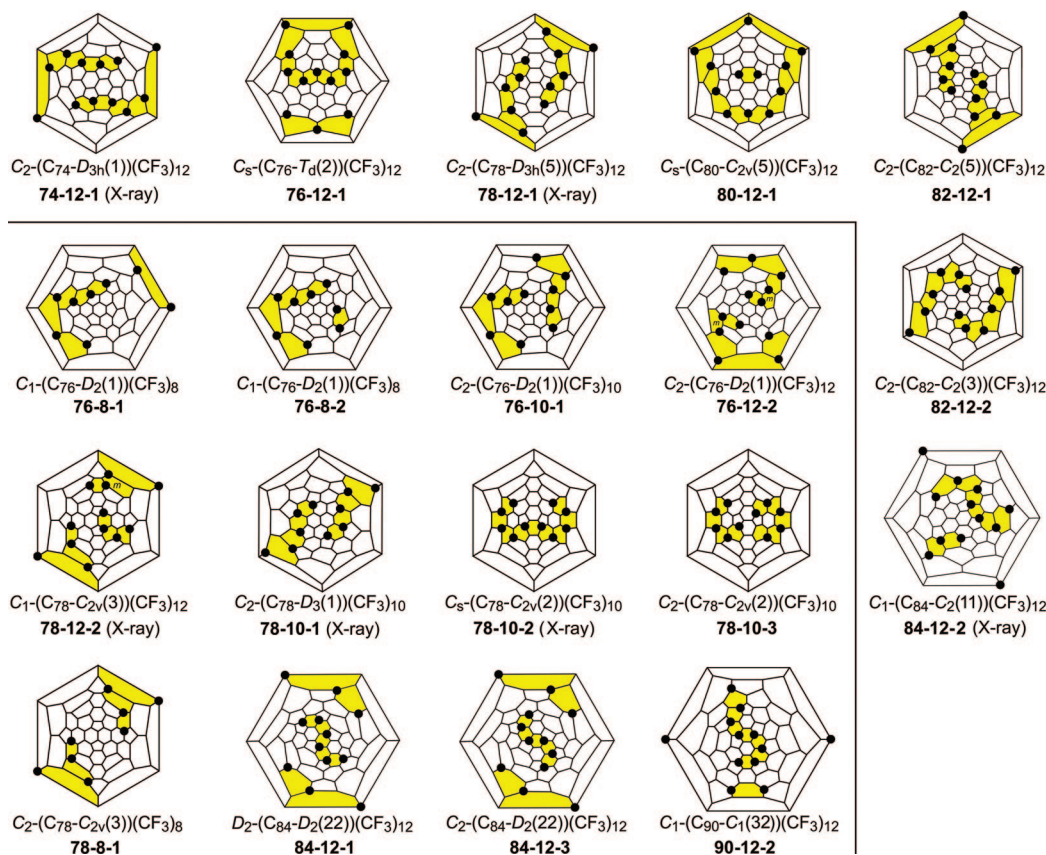 C2-(C74-D3h(1))(CF3)12
74-12-1 (X-ray)
Cs-(C76-Td(2))(CF3)12
76-12-1
C2-(C78-D3h(5))(CF3)12
78-12-1 (X-ray)
Cs-(C80-C2v(5))(CF3)12
80-12-1
C2-(C82-C2(5))(CF3)12
82-12-1
C1-(C76-D2(1))(CF3)8
76-8-1
C1-(C76-D2(1))(CF3)8
76-8-2
C2-(C76-D2(1))(CF3)10
76-10-1
m
m
C2-(C76-D2(1))(CF3)12
76-12-2
C2-(C82-C2(3))(CF3)12
82-12-2
m
C1-(C78-C2v(3))(CF3)12
78-12-2 (X-ray)
C2-(C78-D3(1))(CF3)10
78-10-1 (X-ray)
Cs-(C78-C2v(2))(CF3)10
78-10-2 (X-ray)
C2-(C78-C2v(2))(CF3)10
78-10-3
C1-(C84-C2(11))(CF3)12
84-12-2 (X-ray)
C2-(C78-C2v(3))(CF3)8
78-8-1
D2-(C84-D2(22))(CF3)12
84-12-1
C2-(C84-D2(22))(CF3)12
84-12-3
C1-(C90-C1(32))(CF3)12
90-12-2